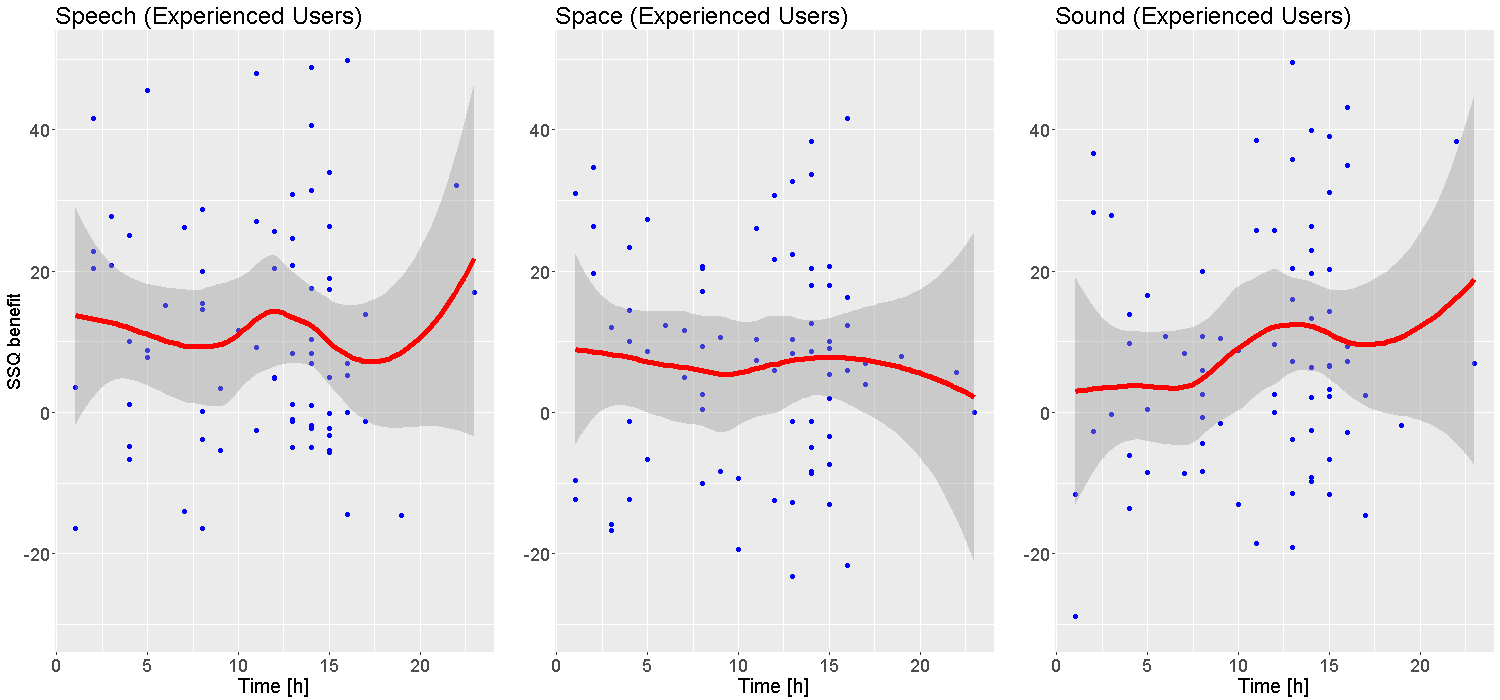 Speech (Experienced Users)
Space (Experienced Users)
Sound (Experienced Users)
SSQ benefit
40
20
0
-20
0 5 10 15 20
Time [h]
40
20
0
-20
0 5 10 15 20
Time [h]
40
20
0
-20
0 5 10 15 20
Time [h]